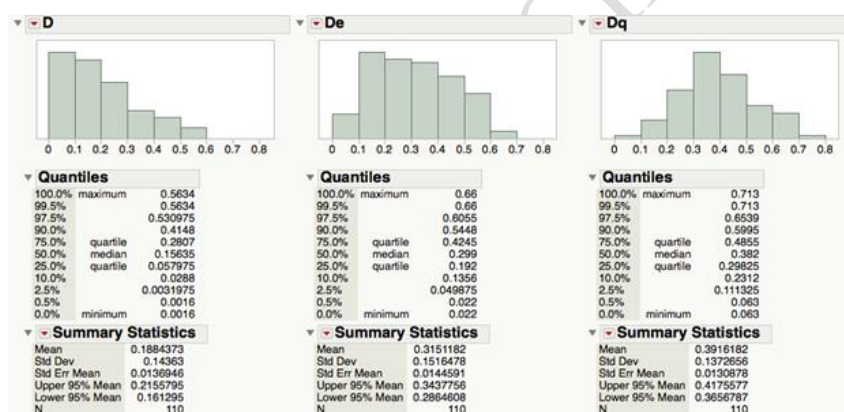 D
0 0.1 0.2 0.3 0.4 0.5 0.6 0.7 0.8
Quantiles
100.0% maximum 0.5634
99.5% 0.5634
97.5% 0.530975
90.0% 0.4148
75.0% quartile 0.2807
50.0% median 0.15635
25.0% quartile 0.057975
10.0% 0.0288
2.5% 0.0031975
0.5% 0.0016
0.0% minimum 0.0016
Summary Statistics
Mean 0.1884373
Std Dev 0.14363
Std Err Mean 0.0136946
Upper 95% Mean 0.2155795
Lower 95% Mean 0.161295
N 110
De
0 0.1 0.2 0.3 0.4 0.5 0.6 0.7 0.8
Quantiles
100.0% maximum 0.66
99.5% 0.66
97.5% 0.6055
90.0% 0.5448
75.0% quartile 0.4245
50.0% median 0.299
25.0% quartile 0.192
10.0% 0.1356
2.5% 0.049875
0.5% 0.022
0.0% minimum 0.022
Summary Statistics
Mean 0.3151182
Std Dev 0.1516478
Std Err Mean 0.0144591
Upper 95% Mean 0.3437756
Lower 95% Mean 0.2864608
N 110
Dq
0 0.1 0.2 0.3 0.4 0.5 0.6 0.7 0.8
Quantiles
100.0% maximum 0.713
99.5% 0.713
97.5% 0.6539
90.0% 0.5995
75.0% quartile 0.4855
50.0% median 0.382
25.0% quartile 0.29825
10.0% 0.2312
2.5% 0.111325
0.5% 0.063
0.0% minimum 0.063
Summary Statistics
Mean 0.3916182
Std Dev 0.1372656
Std Err Mean 0.0130878
Upper 95% Mean 0.4175577
Lower 95% Mean 0.3656787
N 110